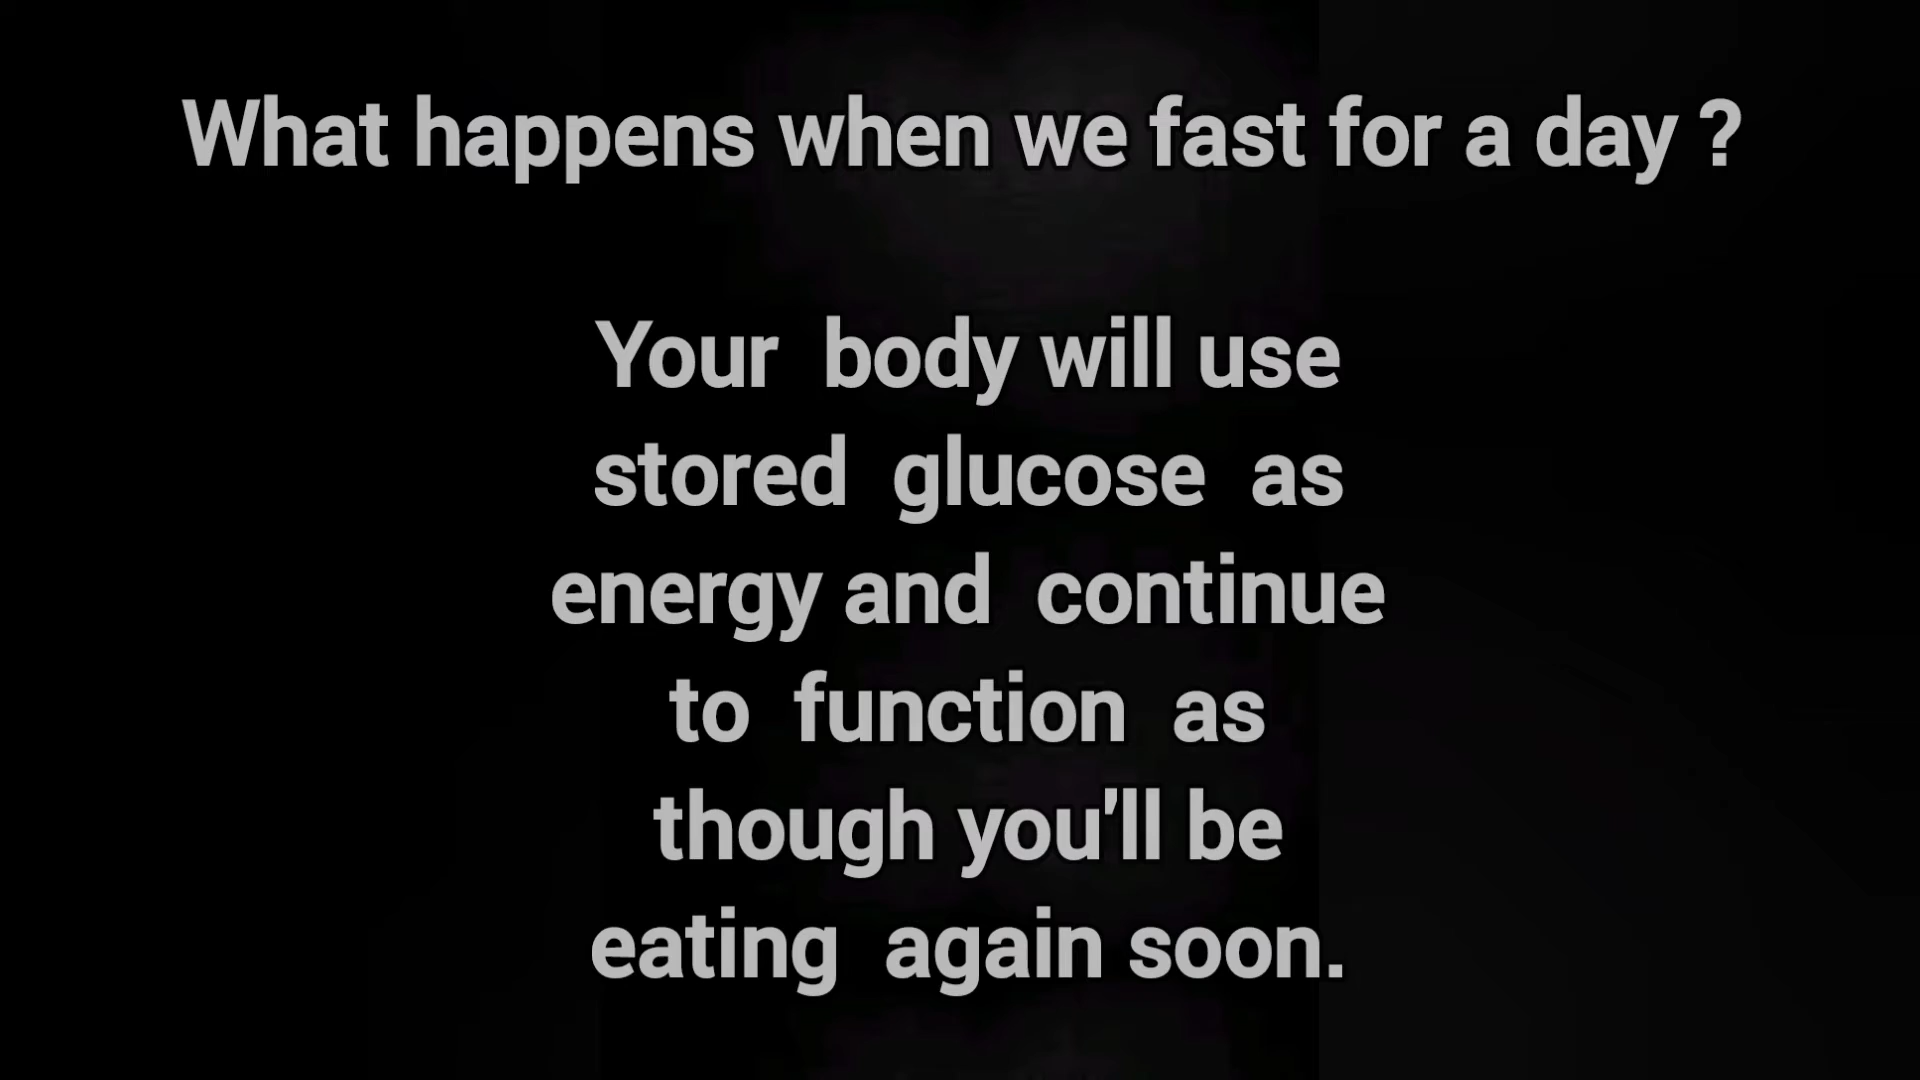 What happens when we fast for a day ?
Your body will use
stored glucose as
energy and continue
to function as
though you'll be
eating again soon.